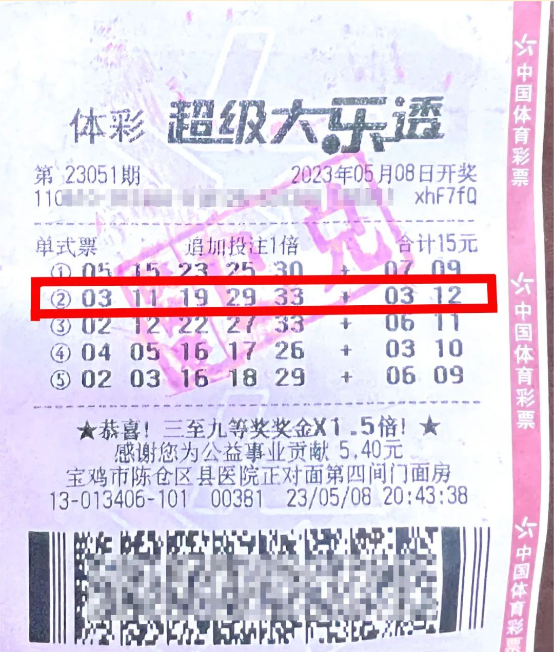 体彩 超级大乐透
第 23051期 2023年05月08日开奖
110 xhF7fQ
单式票 追加投注1倍 合计15元
① 05 15 23 25 30 + 07 09
② 03 11 19 29 33 + 03 12
③ 02 12 22 27 33 + 06 11
④ 04 05 16 17 26 + 03 10
⑤ 02 03 16 18 29 + 06 09
★恭喜! 三至九等奖奖金X1.5倍! ★
感谢您为公益事业贡献 5.40元
宝鸡市陈仓区县医院正对面第四间门面房
13-013406-101 00381 23/05/08 20:43:38
中国体育彩票
中国体育彩票
中国体育彩票